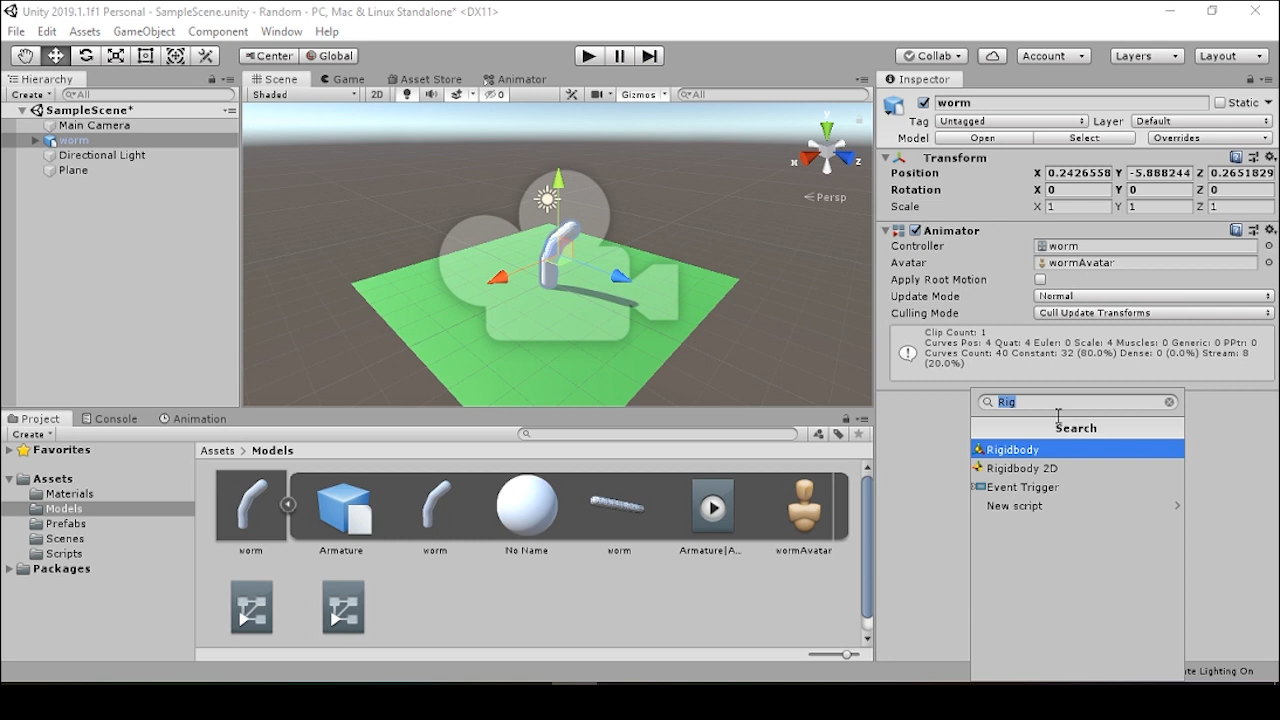 Unity 2019.1.1f1 Personal - SampleScene.unity - Random - PC, Mac & Linux Standalone* <DX11>
File Edit Assets GameObject Component Window Help
Center Global Collab Account Layers Layout
Hierarchy
Create All
SampleScene*
Main Camera
worm
Directional Light
Plane
Scene Game Asset Store Animator
Shaded 2D 0 Gizmos All
y
x z
Persp
Inspector
worm Static
Tag Untagged Layer Default
Model Open Select Overrides
Transform
Position X 0.2426558 Y -5.888244 Z 0.2651829
Rotation X 0 Y 0 Z 0
Scale X 1 Y 1 Z 1
Animator
Controller worm
Avatar wormAvatar
Apply Root Motion
Update Mode Normal
Culling Mode Cull Update Transforms
Clip Count: 1
Curves Pos: 4 Quat: 4 Euler: 0 Scale: 4 Muscles: 0 Generic: 0 PPtr: 0
Curves Count: 40 Constant: 32 (80.0%) Dense: 0 (0.0%) Stream: 8
(20.0%)
Rig
Search
Rigidbody
Rigidbody 2D
Event Trigger
New script
Project Console Animation
Create
Favorites
Assets
Materials
Models
Prefabs
Scenes
Scripts
Packages
Assets > Models
worm Armature worm No Name worm Armature|A... wormAvatar
te Lighting On